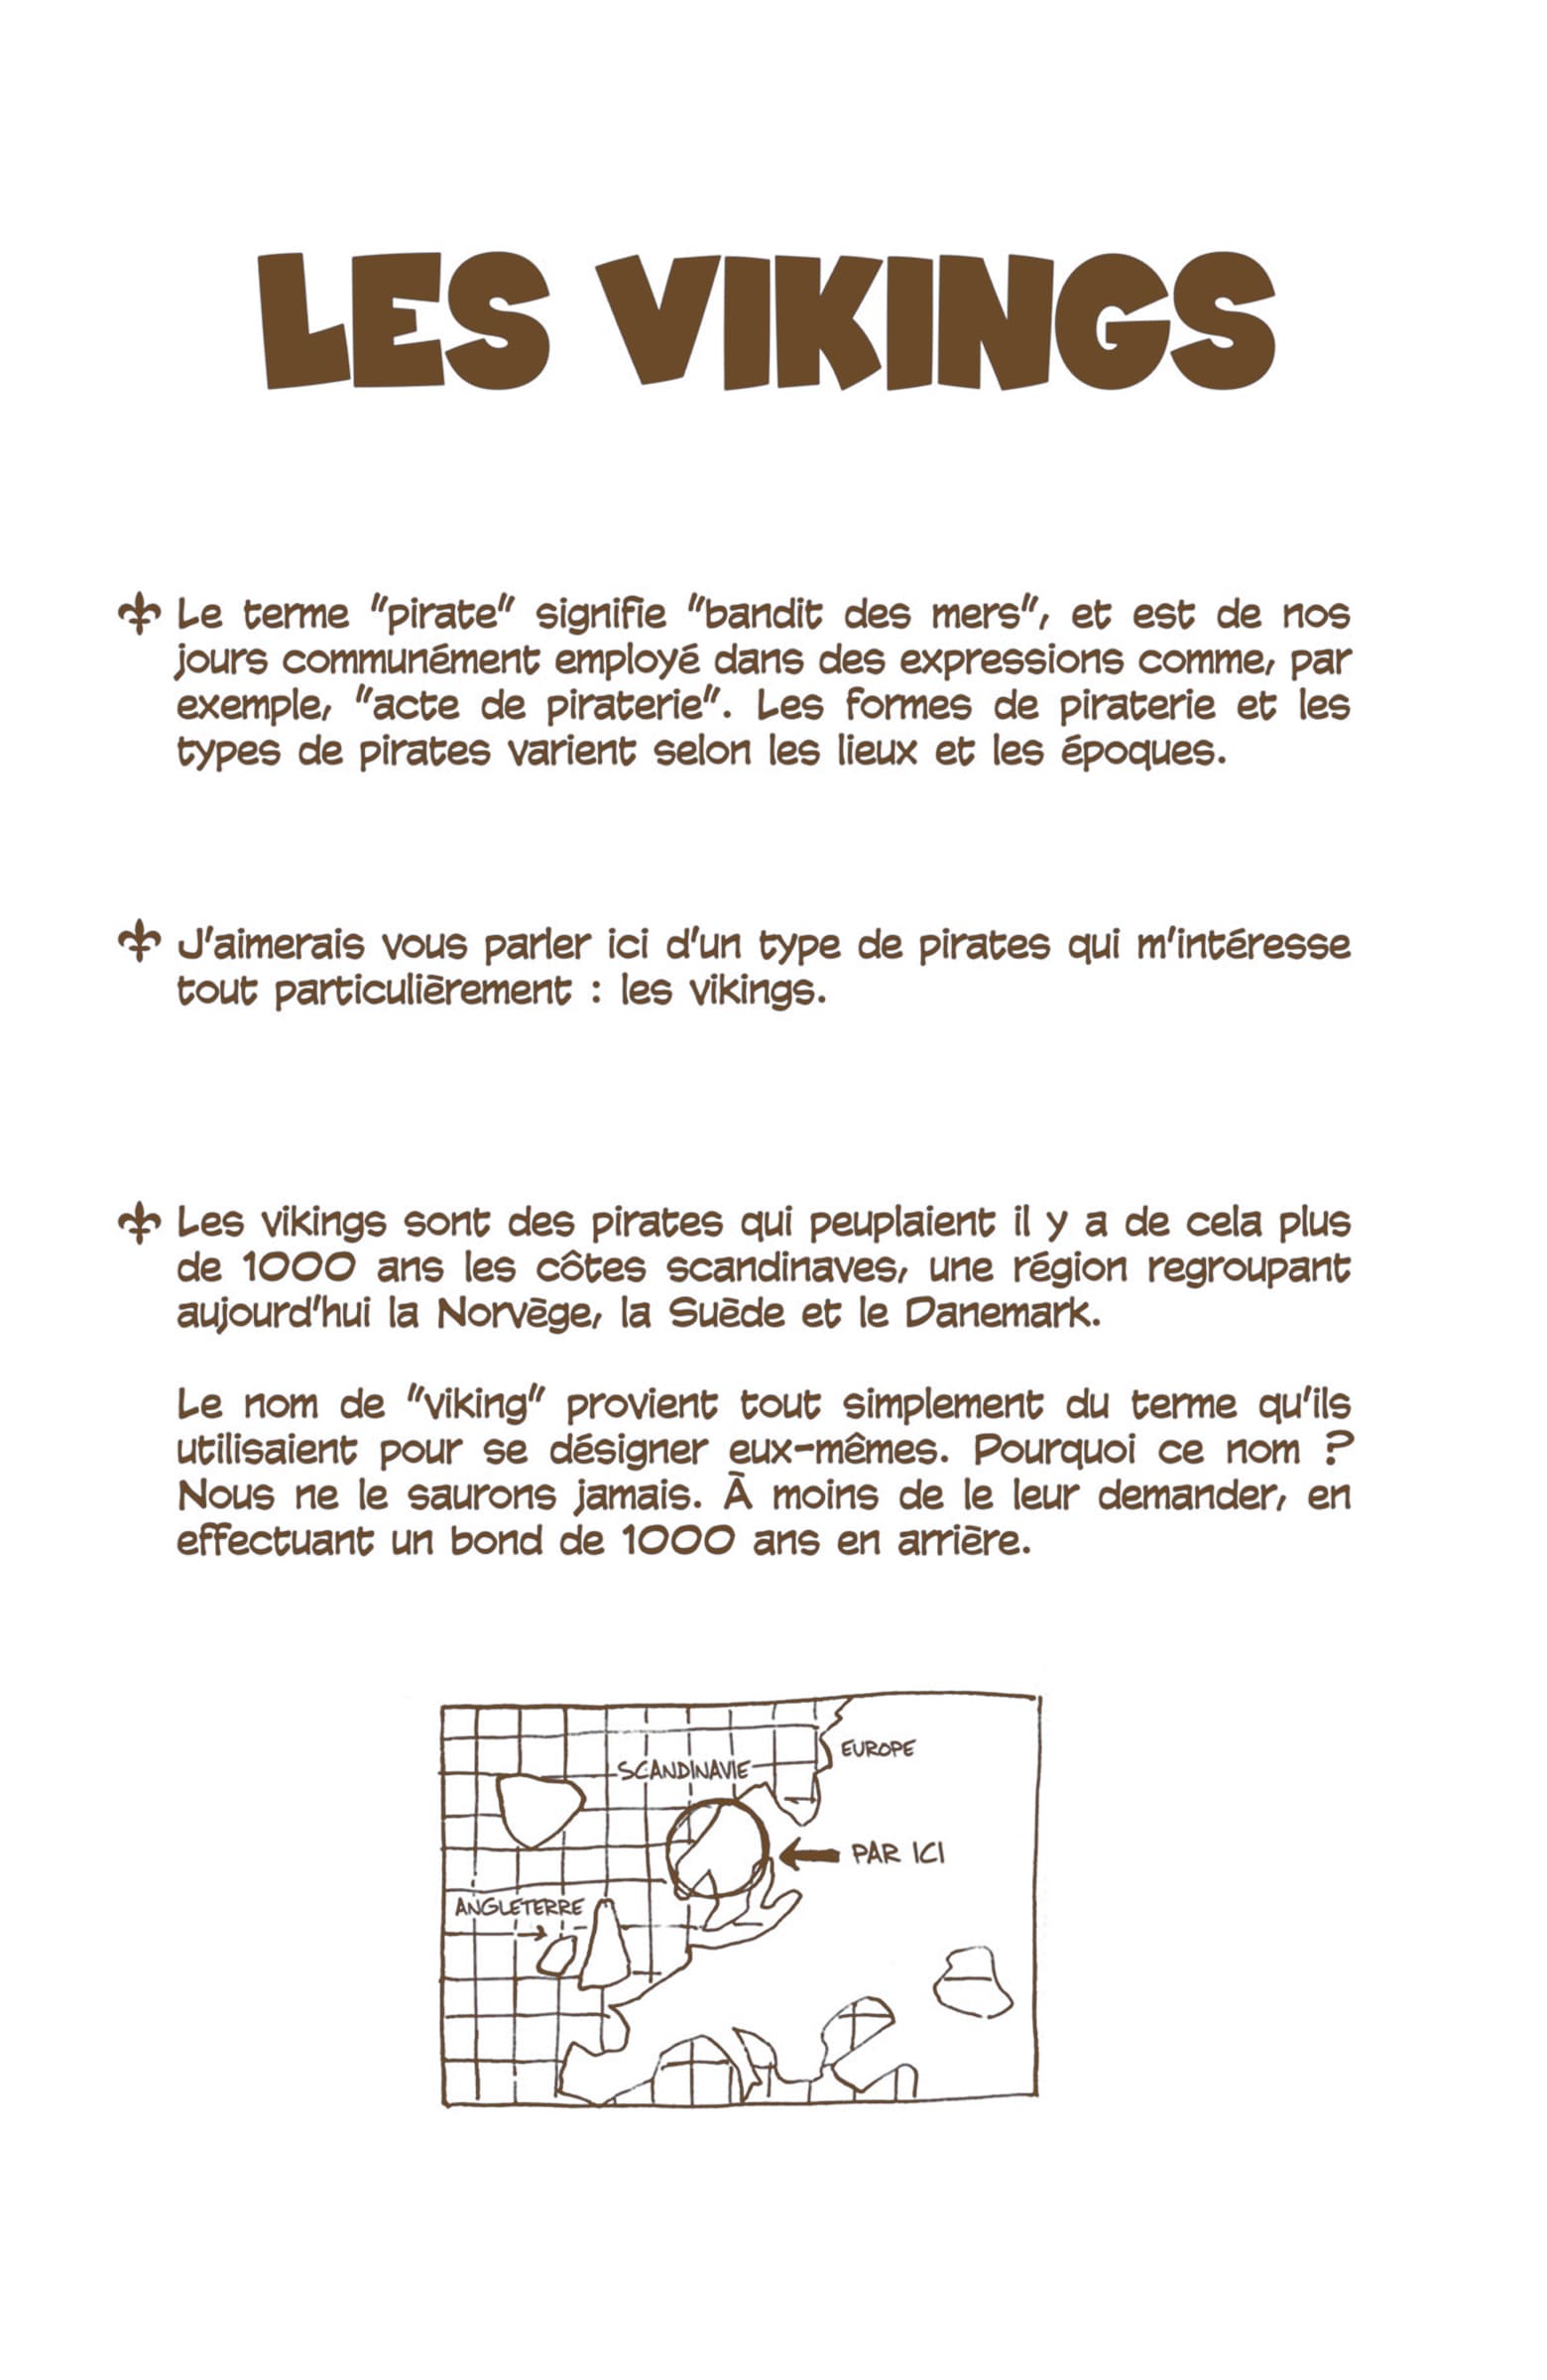 LES VIKINGS
Le terme "pirate" signifie "bandit des mers", et est de nos
jours communément employé dans des expressions comme, par
exemple, "acte de piraterie". Les formes de piraterie et les
types de pirates varient selon les lieux et les époques.
J'aimerais vous parler ici d'un type de pirates qui m'intéresse
tout particulièrement : les vikings.
Les vikings sont des pirates qui peuplaient il y a de cela plus
de 1000 ans les côtes scandinaves, une région regroupant
aujourd'hui la Norvège, la Suède et le Danemark.
Le nom de "viking" provient tout simplement du terme qu'ils
utilisaient pour se désigner eux-mêmes. Pourquoi ce nom ?
Nous ne le saurons jamais. À moins de le leur demander, en
effectuant un bond de 1000 ans en arrière.
EUROPE
SCANDINAVIE
PAR ICI
ANGLETERRE